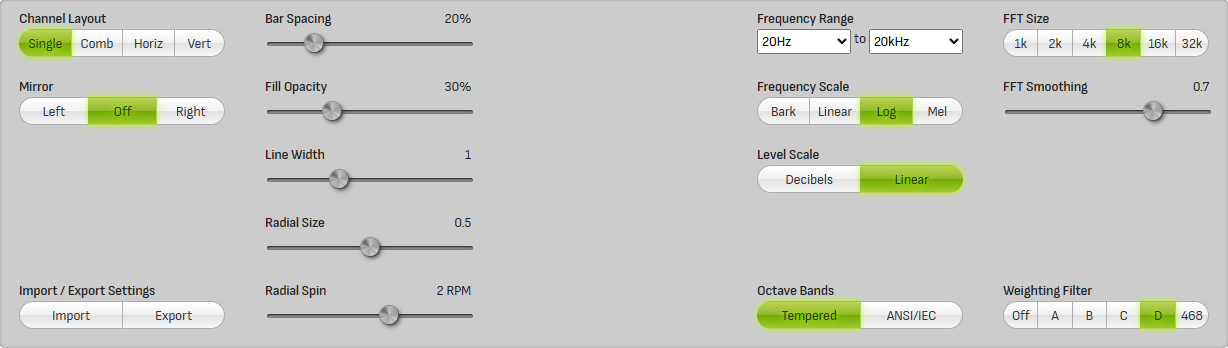 Channel Layout
Single Comb Horiz Vert
Mirror
Left Off Right
Import / Export Settings
Import Export
Bar Spacing 20%
Fill Opacity 30%
Line Width 1
Radial Size 0.5
Radial Spin 2 RPM
Frequency Range
20Hz to 20kHz
Frequency Scale
Bark Linear Log Mel
Level Scale
Decibels Linear
Octave Bands
Tempered ANSI/IEC
FFT Size
1k 2k 4k 8k 16k 32k
FFT Smoothing 0.7
Weighting Filter
Off A B C D 468